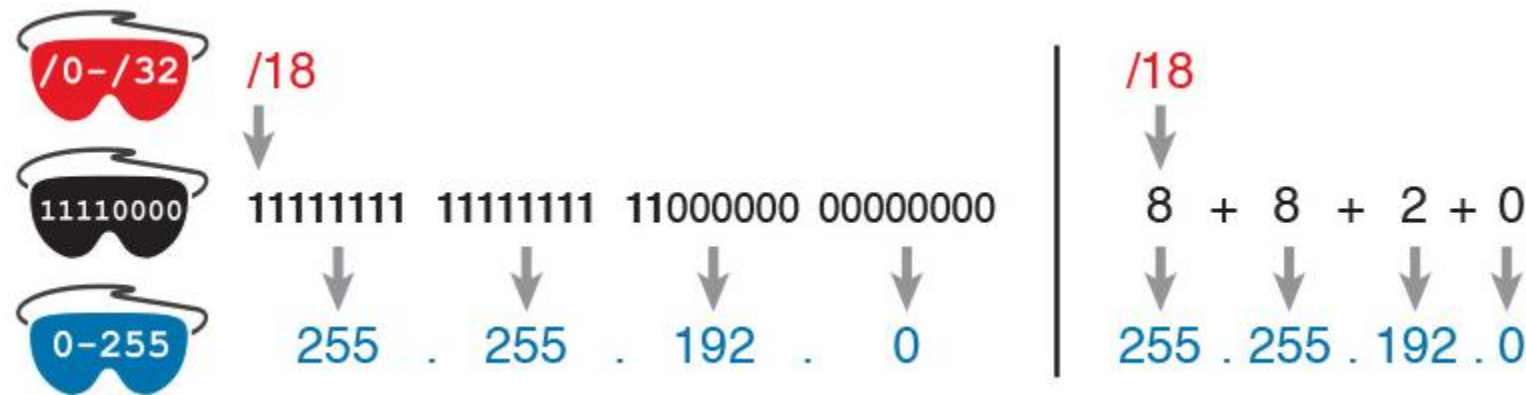 /0-/32 /18 /18
11110000 11111111 11111111 11000000 00000000 8 + 8 + 2 + 0
0-255 255 . 255 . 192 . 0 255 . 255 . 192 . 0